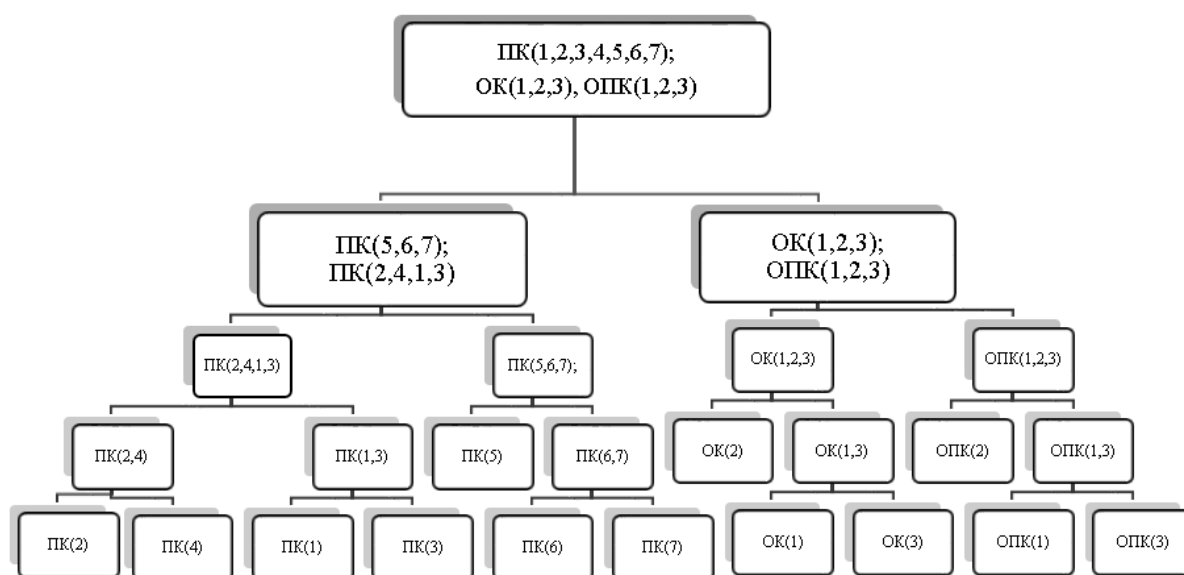 ПК(1,2,3,4,5,6,7);
ОК(1,2,3), ОПК(1,2,3)
ПК(5,6,7);
ПК(2,4,1,3)
ОК(1,2,3);
ОПК(1,2,3)
ПК(2,4,1,3)
ПК(5,6,7);
ОК(1,2,3)
ОПК(1,2,3)
ПК(2,4)
ПК(1,3)
ПК(5)
ПК(6,7)
ОК(2)
ОК(1,3)
ОПК(2)
ОПК(1,3)
ПК(2)
ПК(4)
ПК(1)
ПК(3)
ПК(6)
ПК(7)
ОК(1)
ОК(3)
ОПК(1)
ОПК(3)